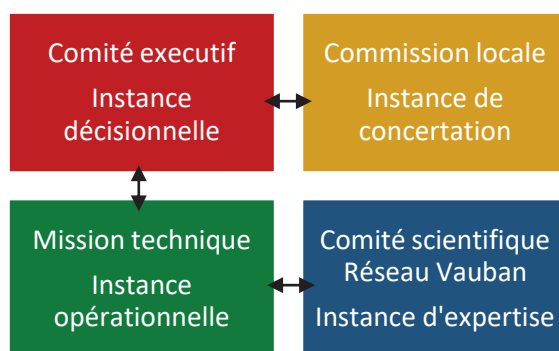 Comité executif
Instance
décisionnelle
Commission locale
Instance de
concertation
Mission technique
Instance
opérationnelle
Comité scientifique
Réseau Vauban
Instance d'expertise